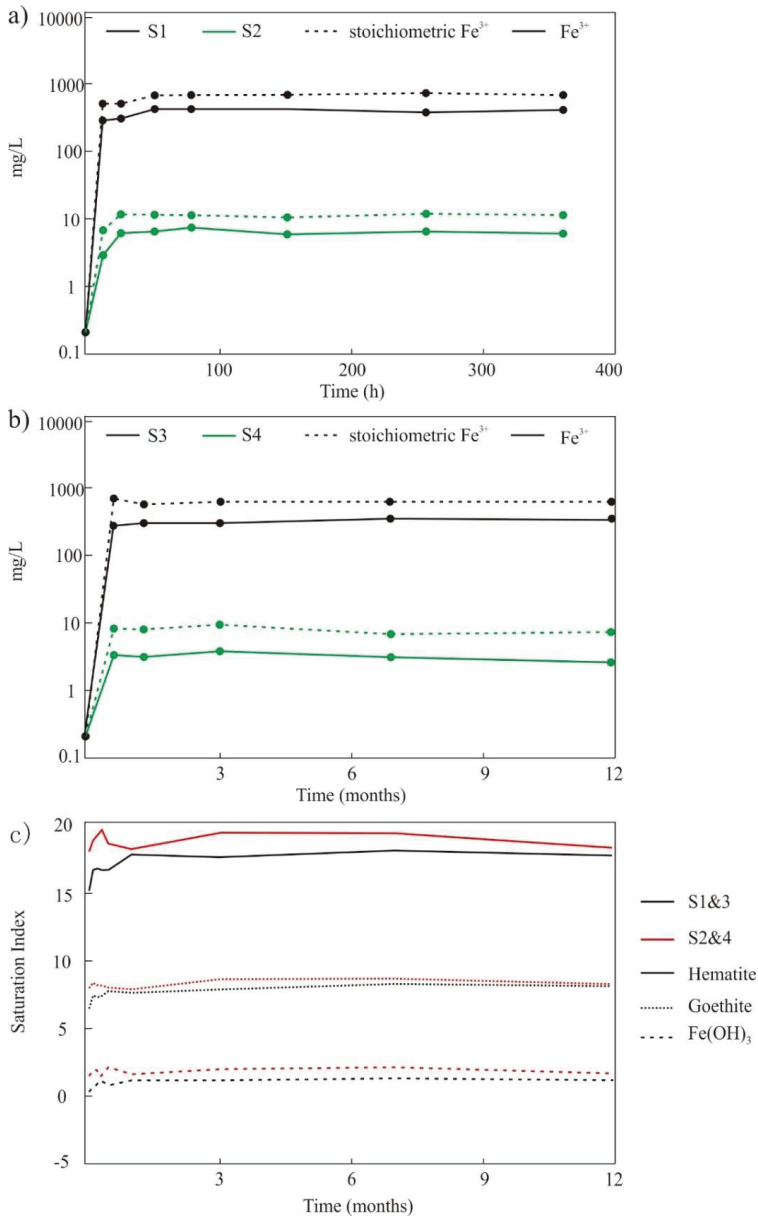 a)
S1 S2 stoichiometric Fe³⁺ Fe³⁺
10000
1000
100
10
1
0.1
mg/L
100 200 300 400
Time (h)
b)
S3 S4 stoichiometric Fe³⁺ Fe³⁺
10000
1000
100
10
1
0.1
mg/L
3 6 9 12
Time (months)
c)
20
15
10
5
0
-5
Saturation Index
3 6 9 12
Time (months)
S1&3
S2&4
Hematite
Goethite
Fe(OH)₃